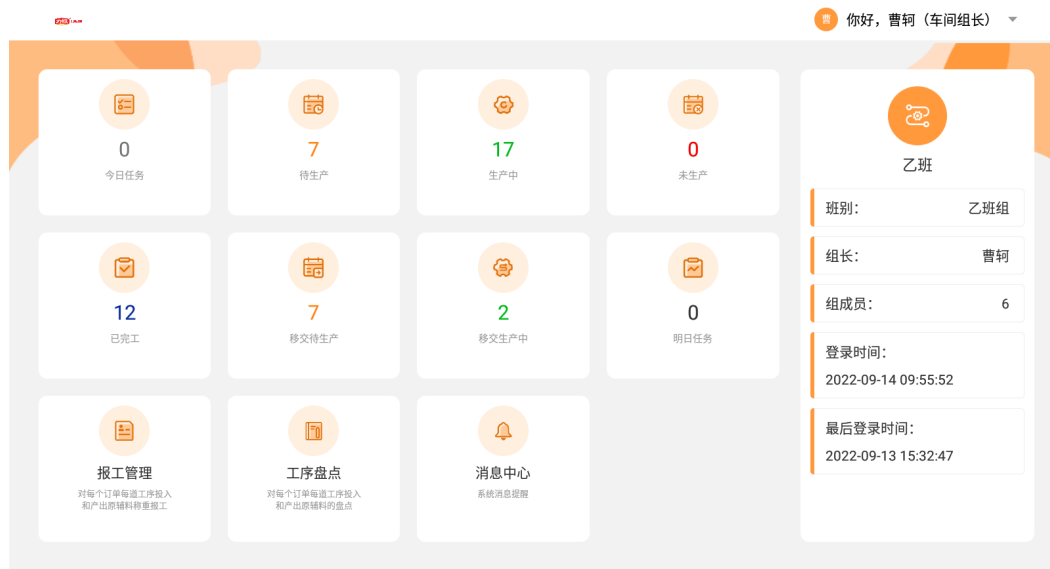 曹
你好，曹轲（车间组长）
0
今日任务
7
待生产
17
生产中
0
未生产
12
已完工
7
移交待生产
2
移交生产中
0
明日任务
报工管理
对每个订单每道工序投入
和产出原辅料称重报工
工序盘点
对每个订单每道工序投入
和产出原辅料的盘点
消息中心
系统消息提醒
乙班
班别： 乙班组
组长： 曹轲
组成员： 6
登录时间：
2022-09-14 09:55:52
最后登录时间：
2022-09-13 15:32:47